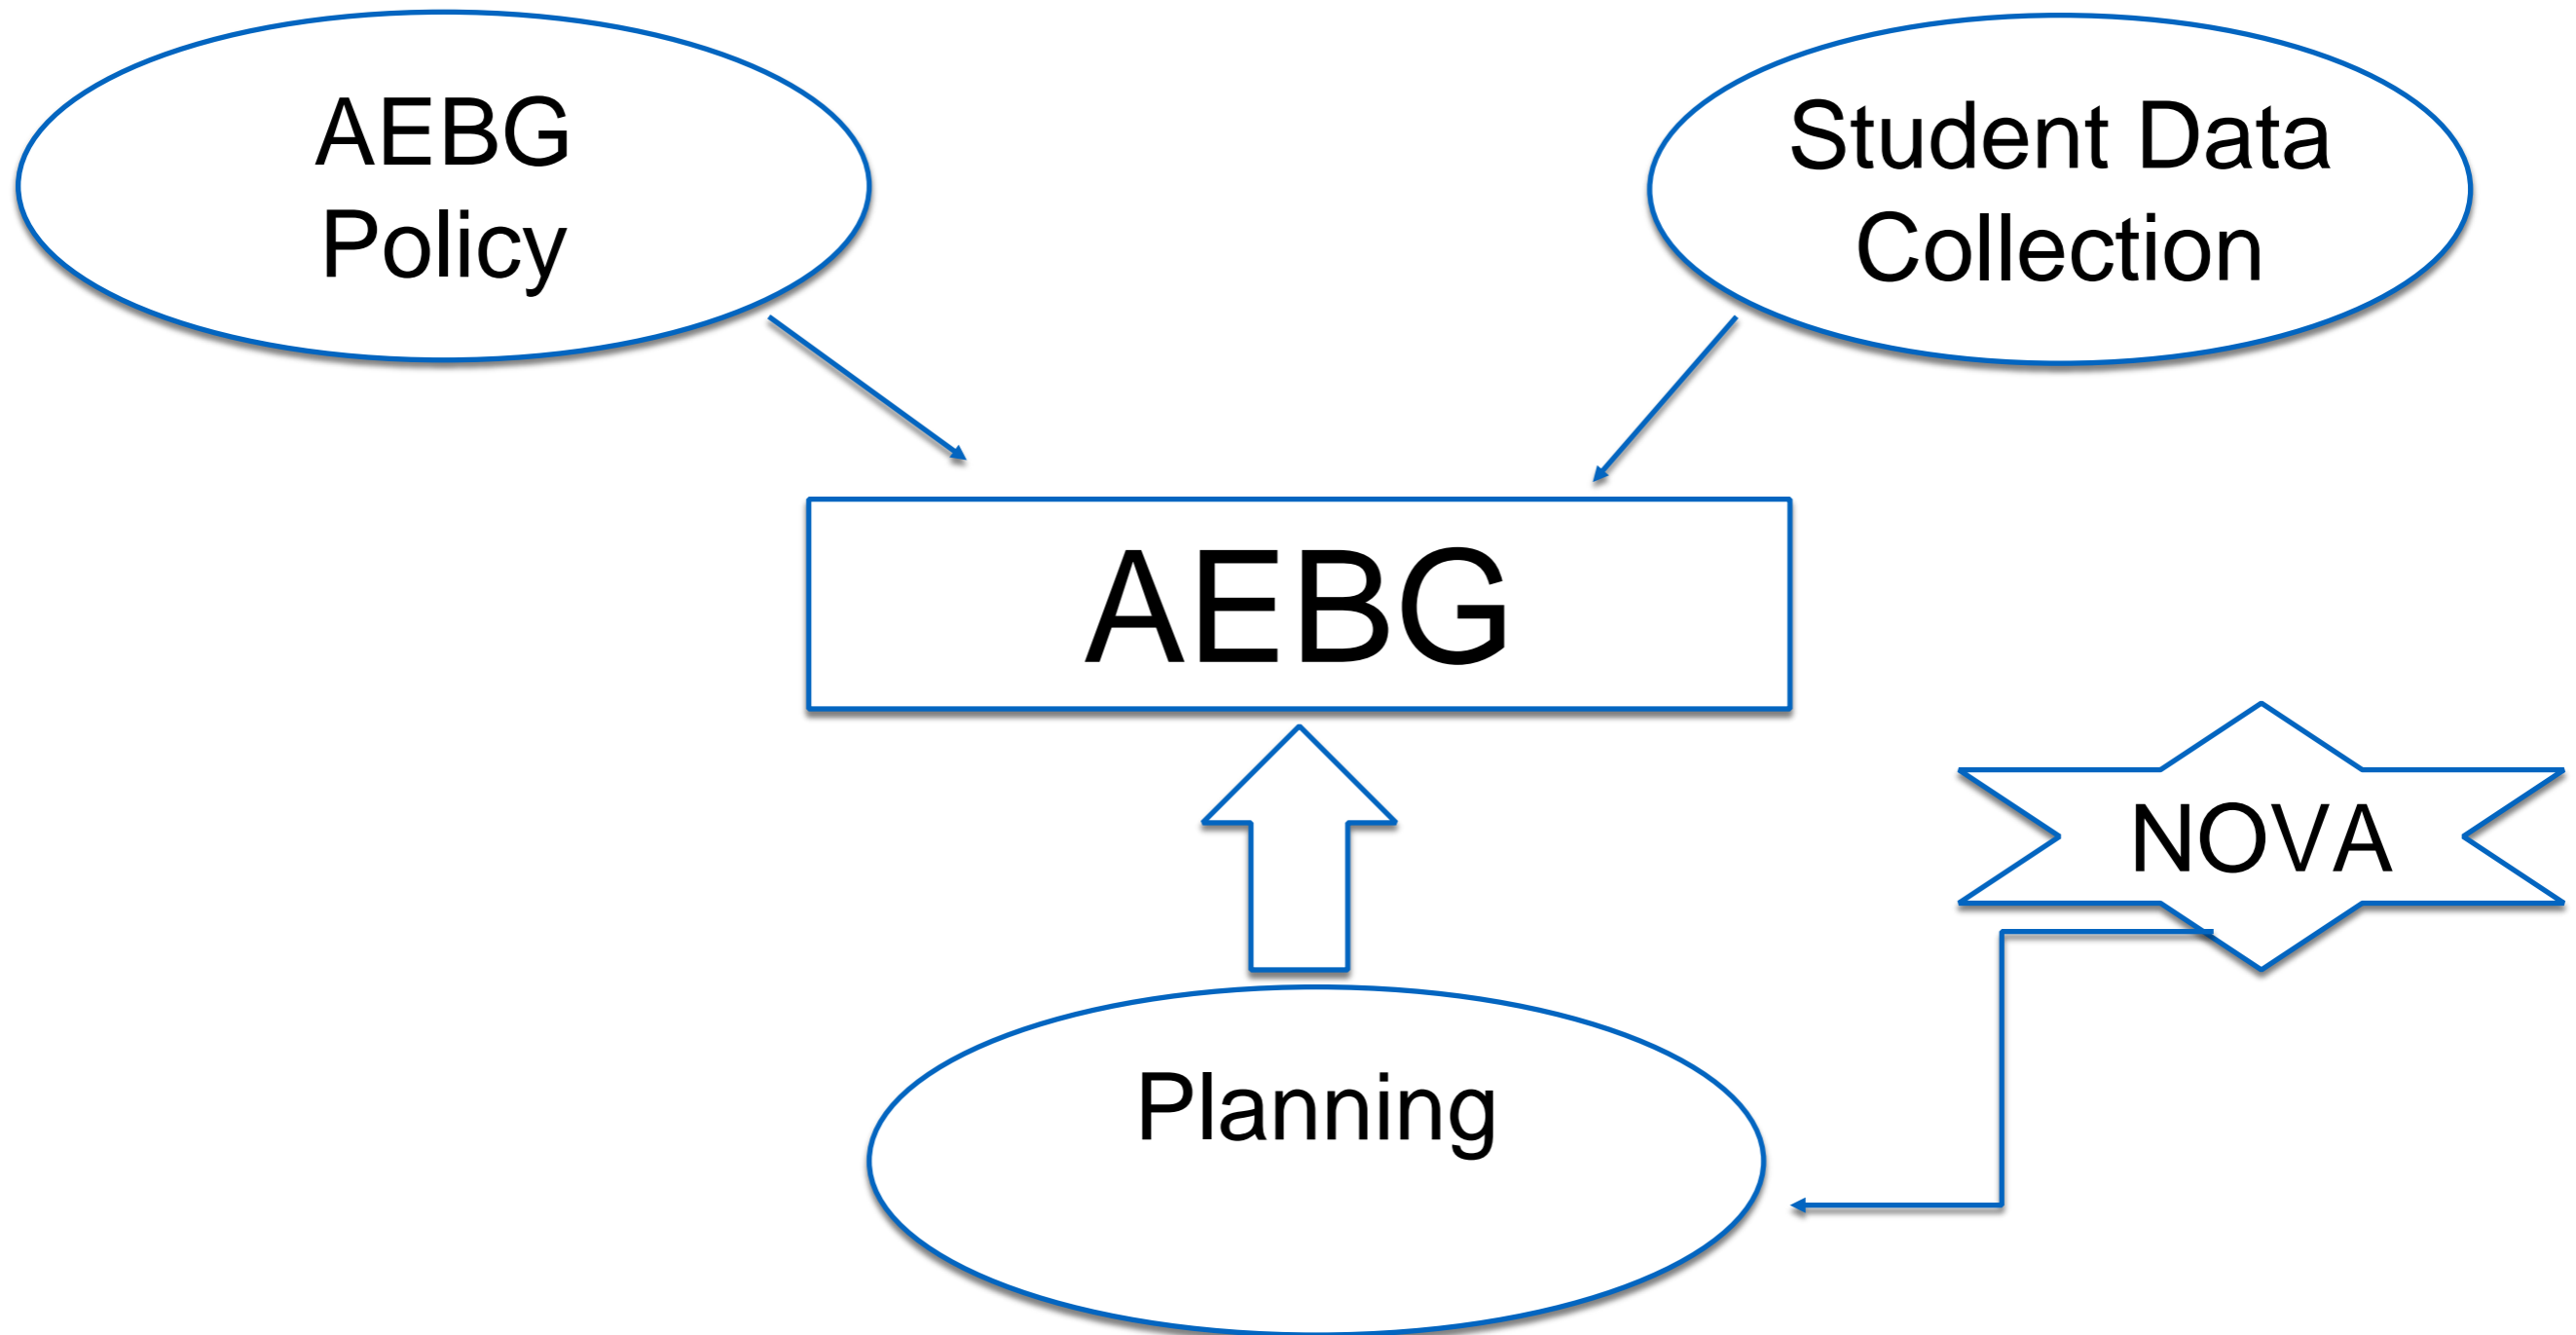 AEBG
Policy
Student Data
Collection
AEBG
NOVA
Planning